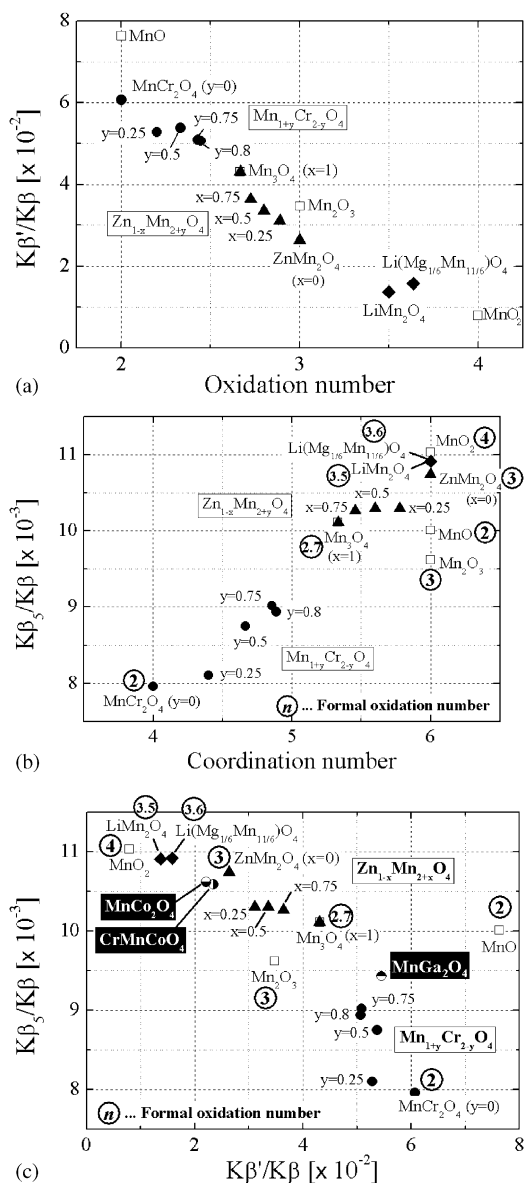 Kβ'/Kβ [x 10⁻²]
8
6
4
2
0
MnO
MnCr₂O₄ (y=0)
y=0.75
Mn₁₊yCr₂₋yO₄
y=0.25
y=0.5
y=0.8
Mn₃O₄ (x=1)
x=0.75
Mn₂O₃
Zn₁₋ₓMn₂₊yO₄
x=0.5
x=0.25
ZnMn₂O₄
(x=0)
Li(Mg₁/₆Mn₁₁/₆)O₄
LiMn₂O₄
MnO₂
2 3 4
(a)
Oxidation number
Kβ₅/Kβ [x 10⁻³]
11
10
9
8
3.6
MnO₂ 4
Li(Mg₁/₆Mn₁₁/₆)O₄
3.5 LiMn₂O₄
ZnMn₂O₄ 3
(x=0)
x=0.5
Zn₁₋ₓMn₂₊yO₄
x=0.75
x=0.25
2.7 Mn₃O₄
(x=1)
MnO 2
Mn₂O₃
3
y=0.75
y=0.8
y=0.5
Mn₁₊yCr₂₋yO₄
2
y=0.25
MnCr₂O₄ (y=0)
n ... Formal oxidation number
4 5 6
(b)
Coordination number
Kβ₅/Kβ [x 10⁻³]
11
10
9
8
3.5 3.6
LiMn₂O₄
Li(Mg₁/₆Mn₁₁/₆)O₄
4
MnO₂
3
ZnMn₂O₄ (x=0)
Zn₁₋ₓMn₂₊ₓO₄
MnCo₂O₄
x=0.75
CrMnCoO₄
x=0.25
x=0.5
2.7
Mn₃O₄ (x=1)
2
MnO
Mn₂O₃
3
MnGa₂O₄
y=0.75
y=0.8
y=0.5
Mn₁₊yCr₂₋yO₄
y=0.25
2
MnCr₂O₄ (y=0)
n ... Formal oxidation number
0 2 4 6 8
(c)
Kβ'/Kβ [x 10⁻²]